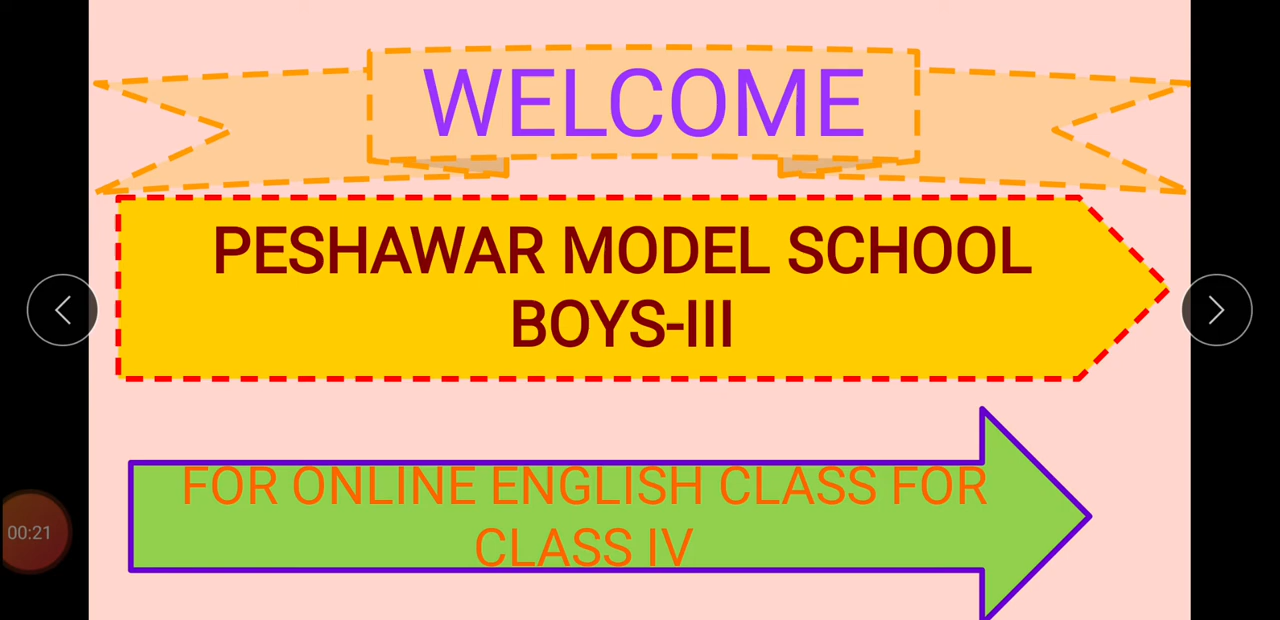 WELCOME
PESHAWAR MODEL SCHOOL
BOYS-III
FOR ONLINE ENGLISH CLASS FOR
CLASS IV
00:21